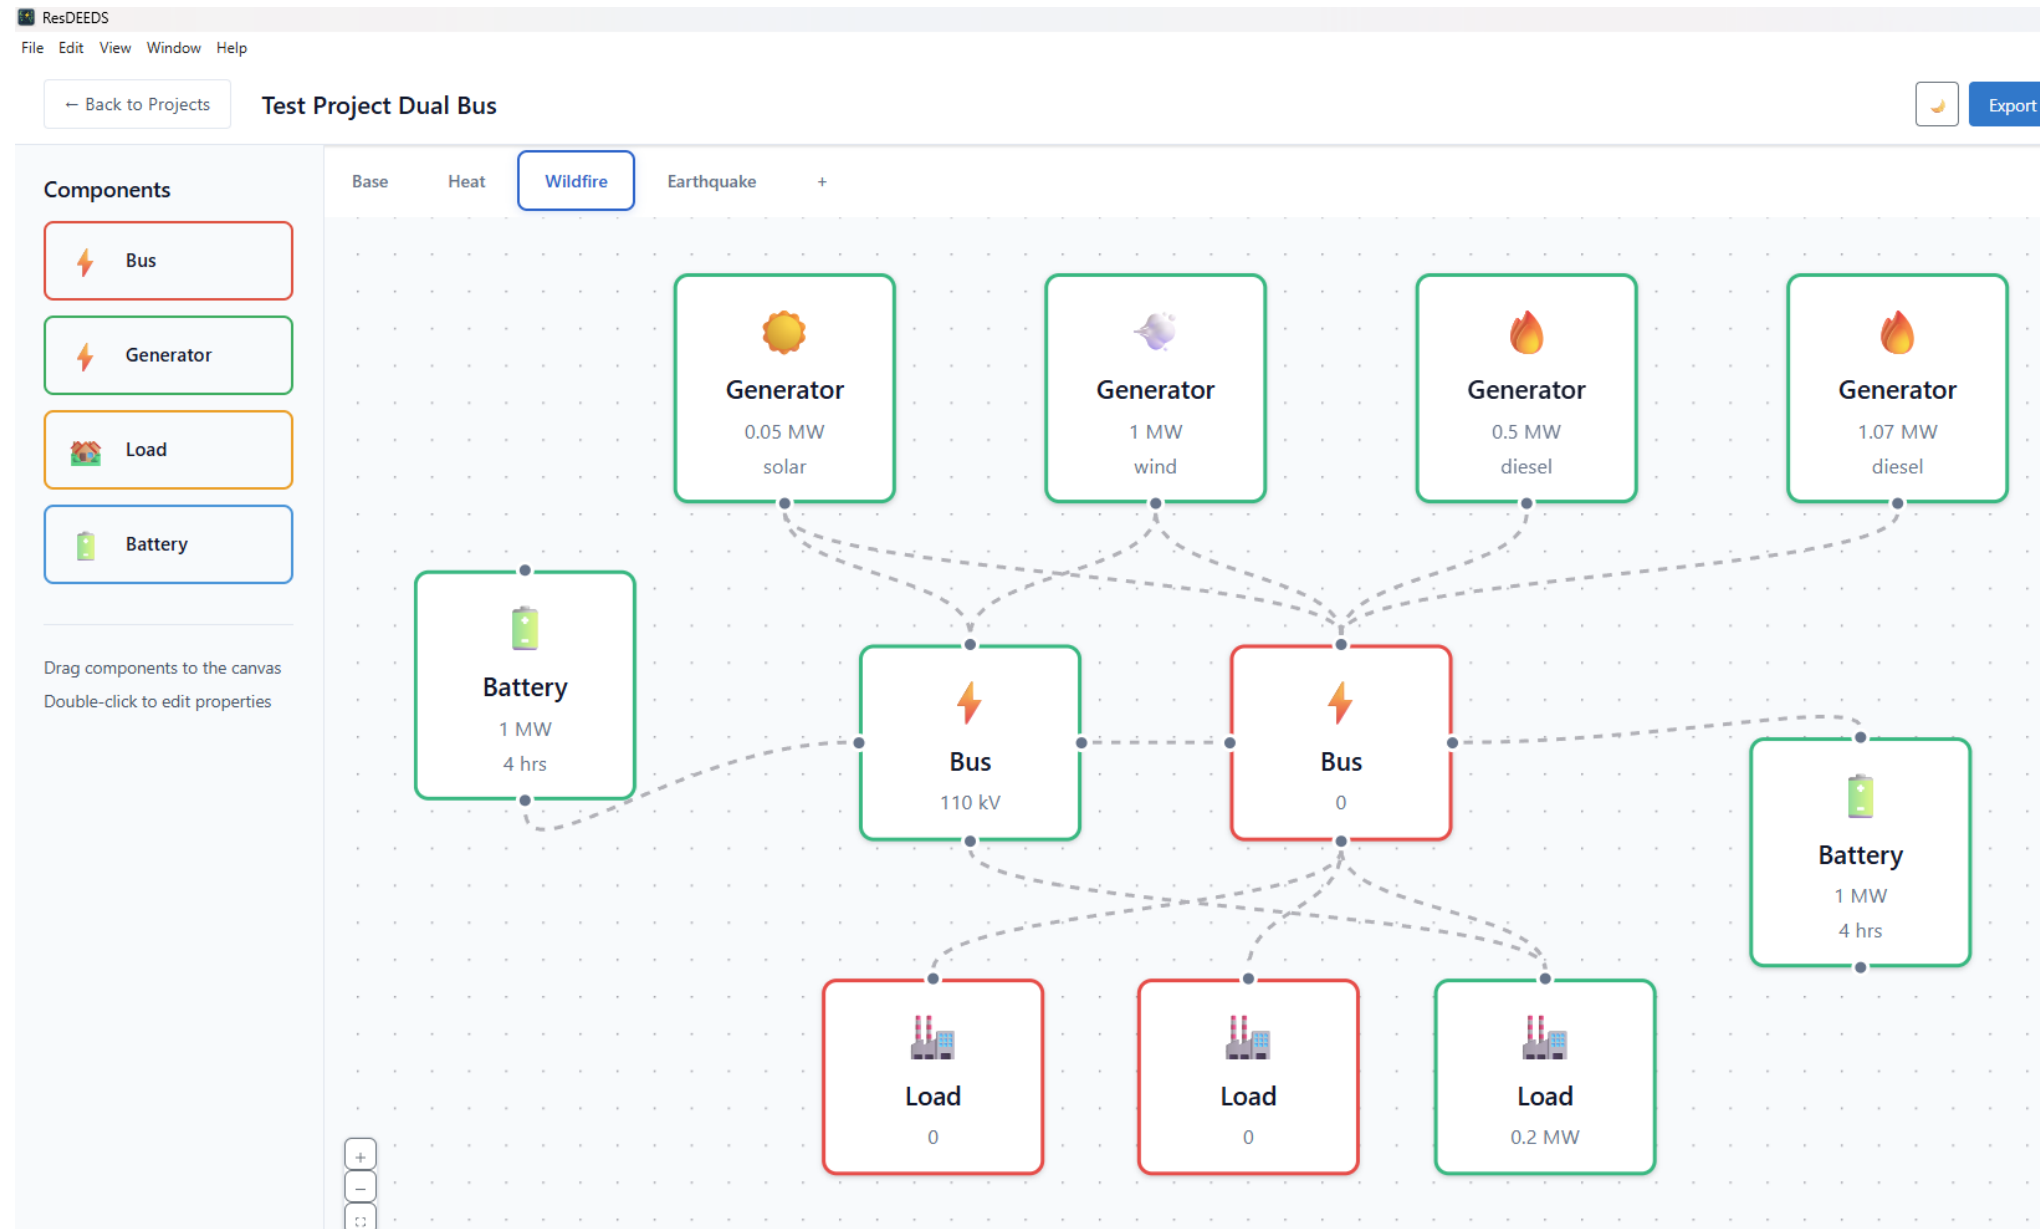 ResDEEDS
File Edit View Window Help
← Back to Projects
Test Project Dual Bus
Export
Components
Base
Heat
Wildfire
Earthquake
+
Bus
Generator
Load
Battery
Drag components to the canvas
Double-click to edit properties
Generator
0.05 MW
solar
Generator
1 MW
wind
Generator
0.5 MW
diesel
Generator
1.07 MW
diesel
Battery
1 MW
4 hrs
Bus
110 kV
Bus
0
Battery
1 MW
4 hrs
Load
0
Load
0
Load
0.2 MW
+
−